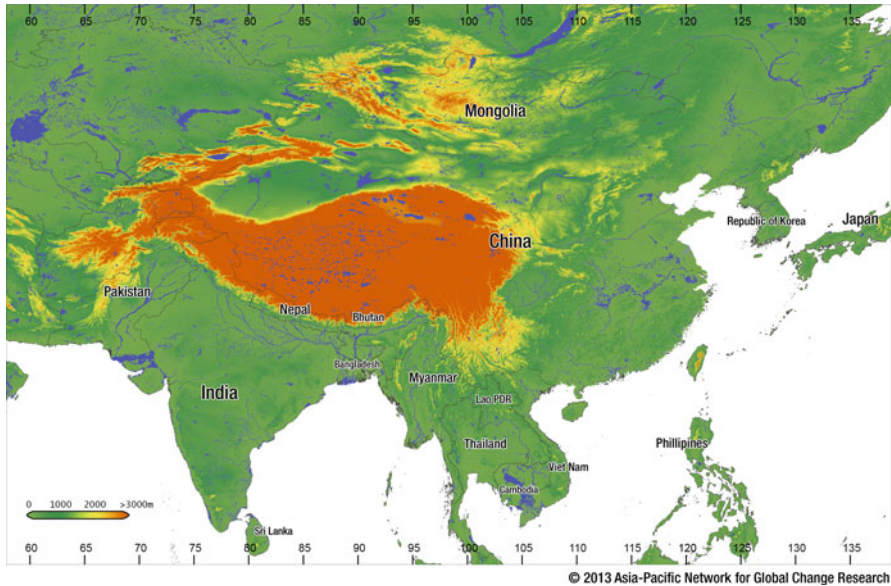 60 65 70 75 80 85 90 95 100 105 110 115 120 125 130 135
Mongolia
Republic of Korea
Japan
China
Pakistan
Nepal
Bhutan
Bangladesh
Myanmar
India
Lao PDR
Thailand
Phillipines
Viet Nam
Cambodia
0 1000 2000 >3000m
Sri Lanka
60 65 70 75 80 85 90 95 100 105 110 115 120 125 130 135
© 2013 Asia-Pacific Network for Global Change Research